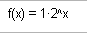 f(x) = 1·2^x